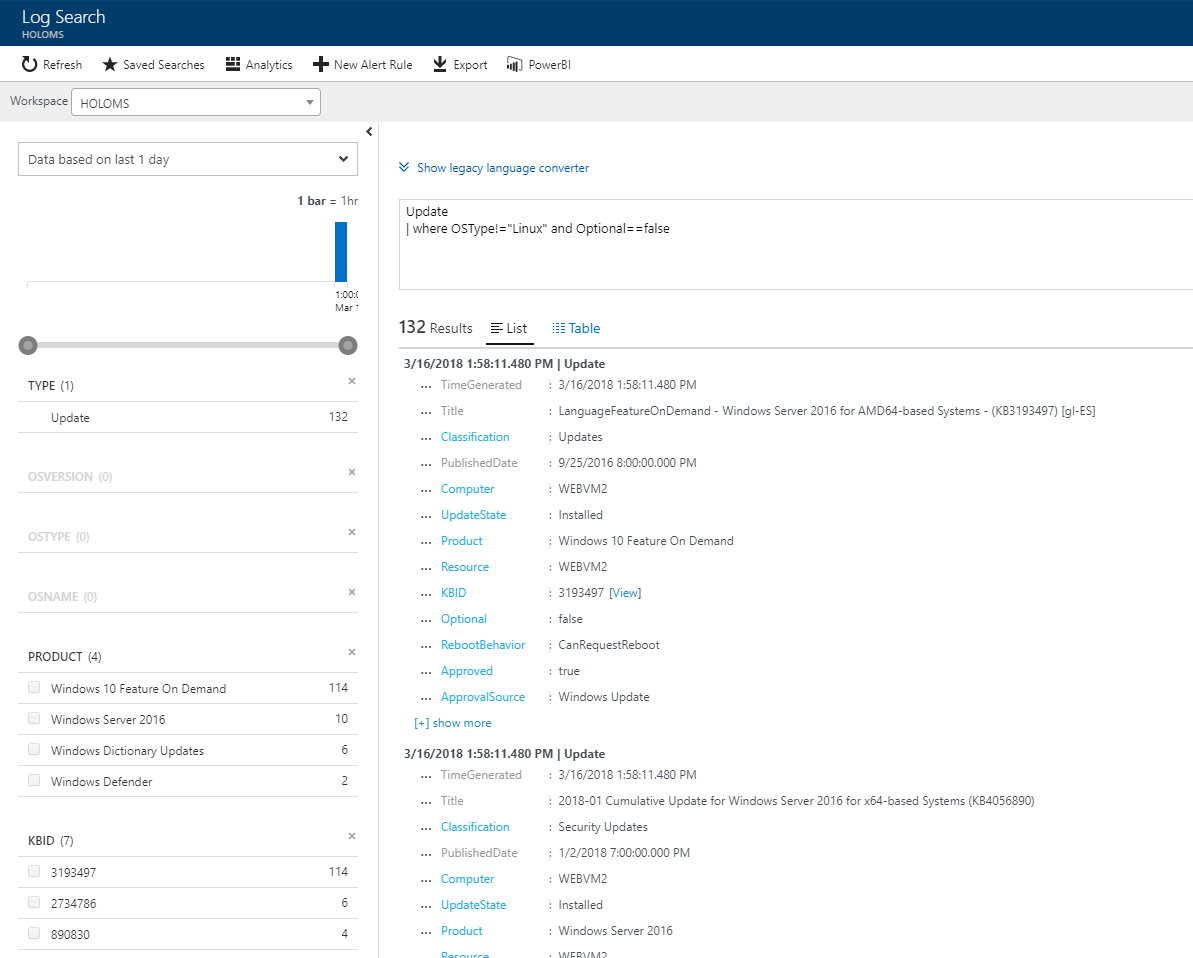 Log Search
HOLOMS
Refresh Saved Searches Analytics New Alert Rule Export PowerBI
Workspace HOLOMS
Data based on last 1 day
1 bar = 1hr
1:00:0
Mar 1
TYPE (1)
Update 132
OSVERSION (0)
OSTYPE (0)
OSNAME (0)
PRODUCT (4)
Windows 10 Feature On Demand 114
Windows Server 2016 10
Windows Dictionary Updates 6
Windows Defender 2
KBID (7)
3193497 114
2734786 6
890830 4
Show legacy language converter
Update
| where OSType!="Linux" and Optional==false
132 Results List Table
3/16/2018 1:58:11.480 PM | Update
... TimeGenerated : 3/16/2018 1:58:11.480 PM
... Title : LanguageFeatureOnDemand - Windows Server 2016 for AMD64-based Systems - (KB3193497) [gl-ES]
... Classification : Updates
... PublishedDate : 9/25/2016 8:00:00.000 PM
... Computer : WEBVM2
... UpdateState : Installed
... Product : Windows 10 Feature On Demand
... Resource : WEBVM2
... KBID : 3193497 [View]
... Optional : false
... RebootBehavior : CanRequestReboot
... Approved : true
... ApprovalSource : Windows Update
[+] show more
3/16/2018 1:58:11.480 PM | Update
... TimeGenerated : 3/16/2018 1:58:11.480 PM
... Title : 2018-01 Cumulative Update for Windows Server 2016 for x64-based Systems (KB4056890)
... Classification : Security Updates
... PublishedDate : 1/2/2018 7:00:00.000 PM
... Computer : WEBVM2
... UpdateState : Installed
... Product : Windows Server 2016
... Resource : WEBVM2